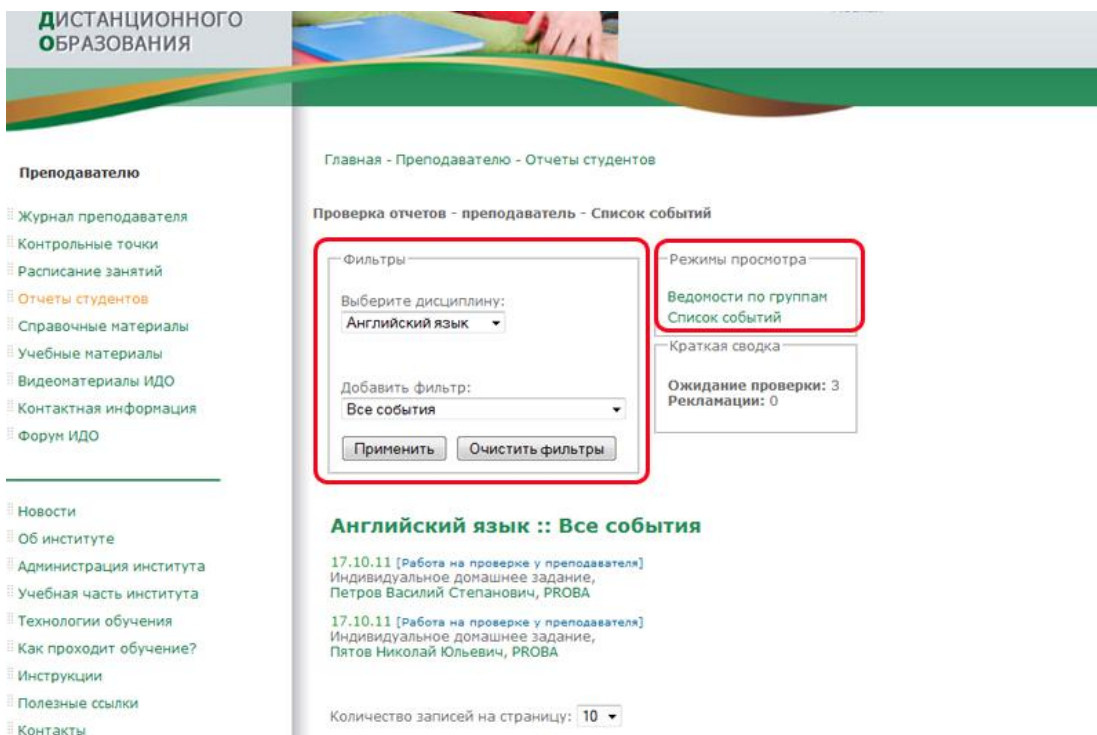 ДИСТАНЦИОННОГО
ОБРАЗОВАНИЯ
Преподавателю
Журнал преподавателя
Контрольные точки
Расписание занятий
Отчеты студентов
Справочные материалы
Учебные материалы
Видеоматериалы ИДО
Контактная информация
Форум ИДО
Новости
Об институте
Администрация института
Учебная часть института
Технологии обучения
Как проходит обучение?
Инструкции
Полезные ссылки
Контакты
Главная - Преподавателю - Отчеты студентов
Проверка отчетов - преподаватель - Список событий
Фильтры
Выберите дисциплину:
Английский язык
Добавить фильтр:
Все события
Применить Очистить фильтры
Режимы просмотра
Ведомости по группам
Список событий
Краткая сводка
Ожидание проверки: 3
Рекламации: 0
Английский язык :: Все события
17.10.11 [Работа на проверке у преподавателя]
Индивидуальное домашнее задание,
Петров Василий Степанович, PROBA
17.10.11 [Работа на проверке у преподавателя]
Индивидуальное домашнее задание,
Пятов Николай Юльевич, PROBA
Количество записей на страницу: 10